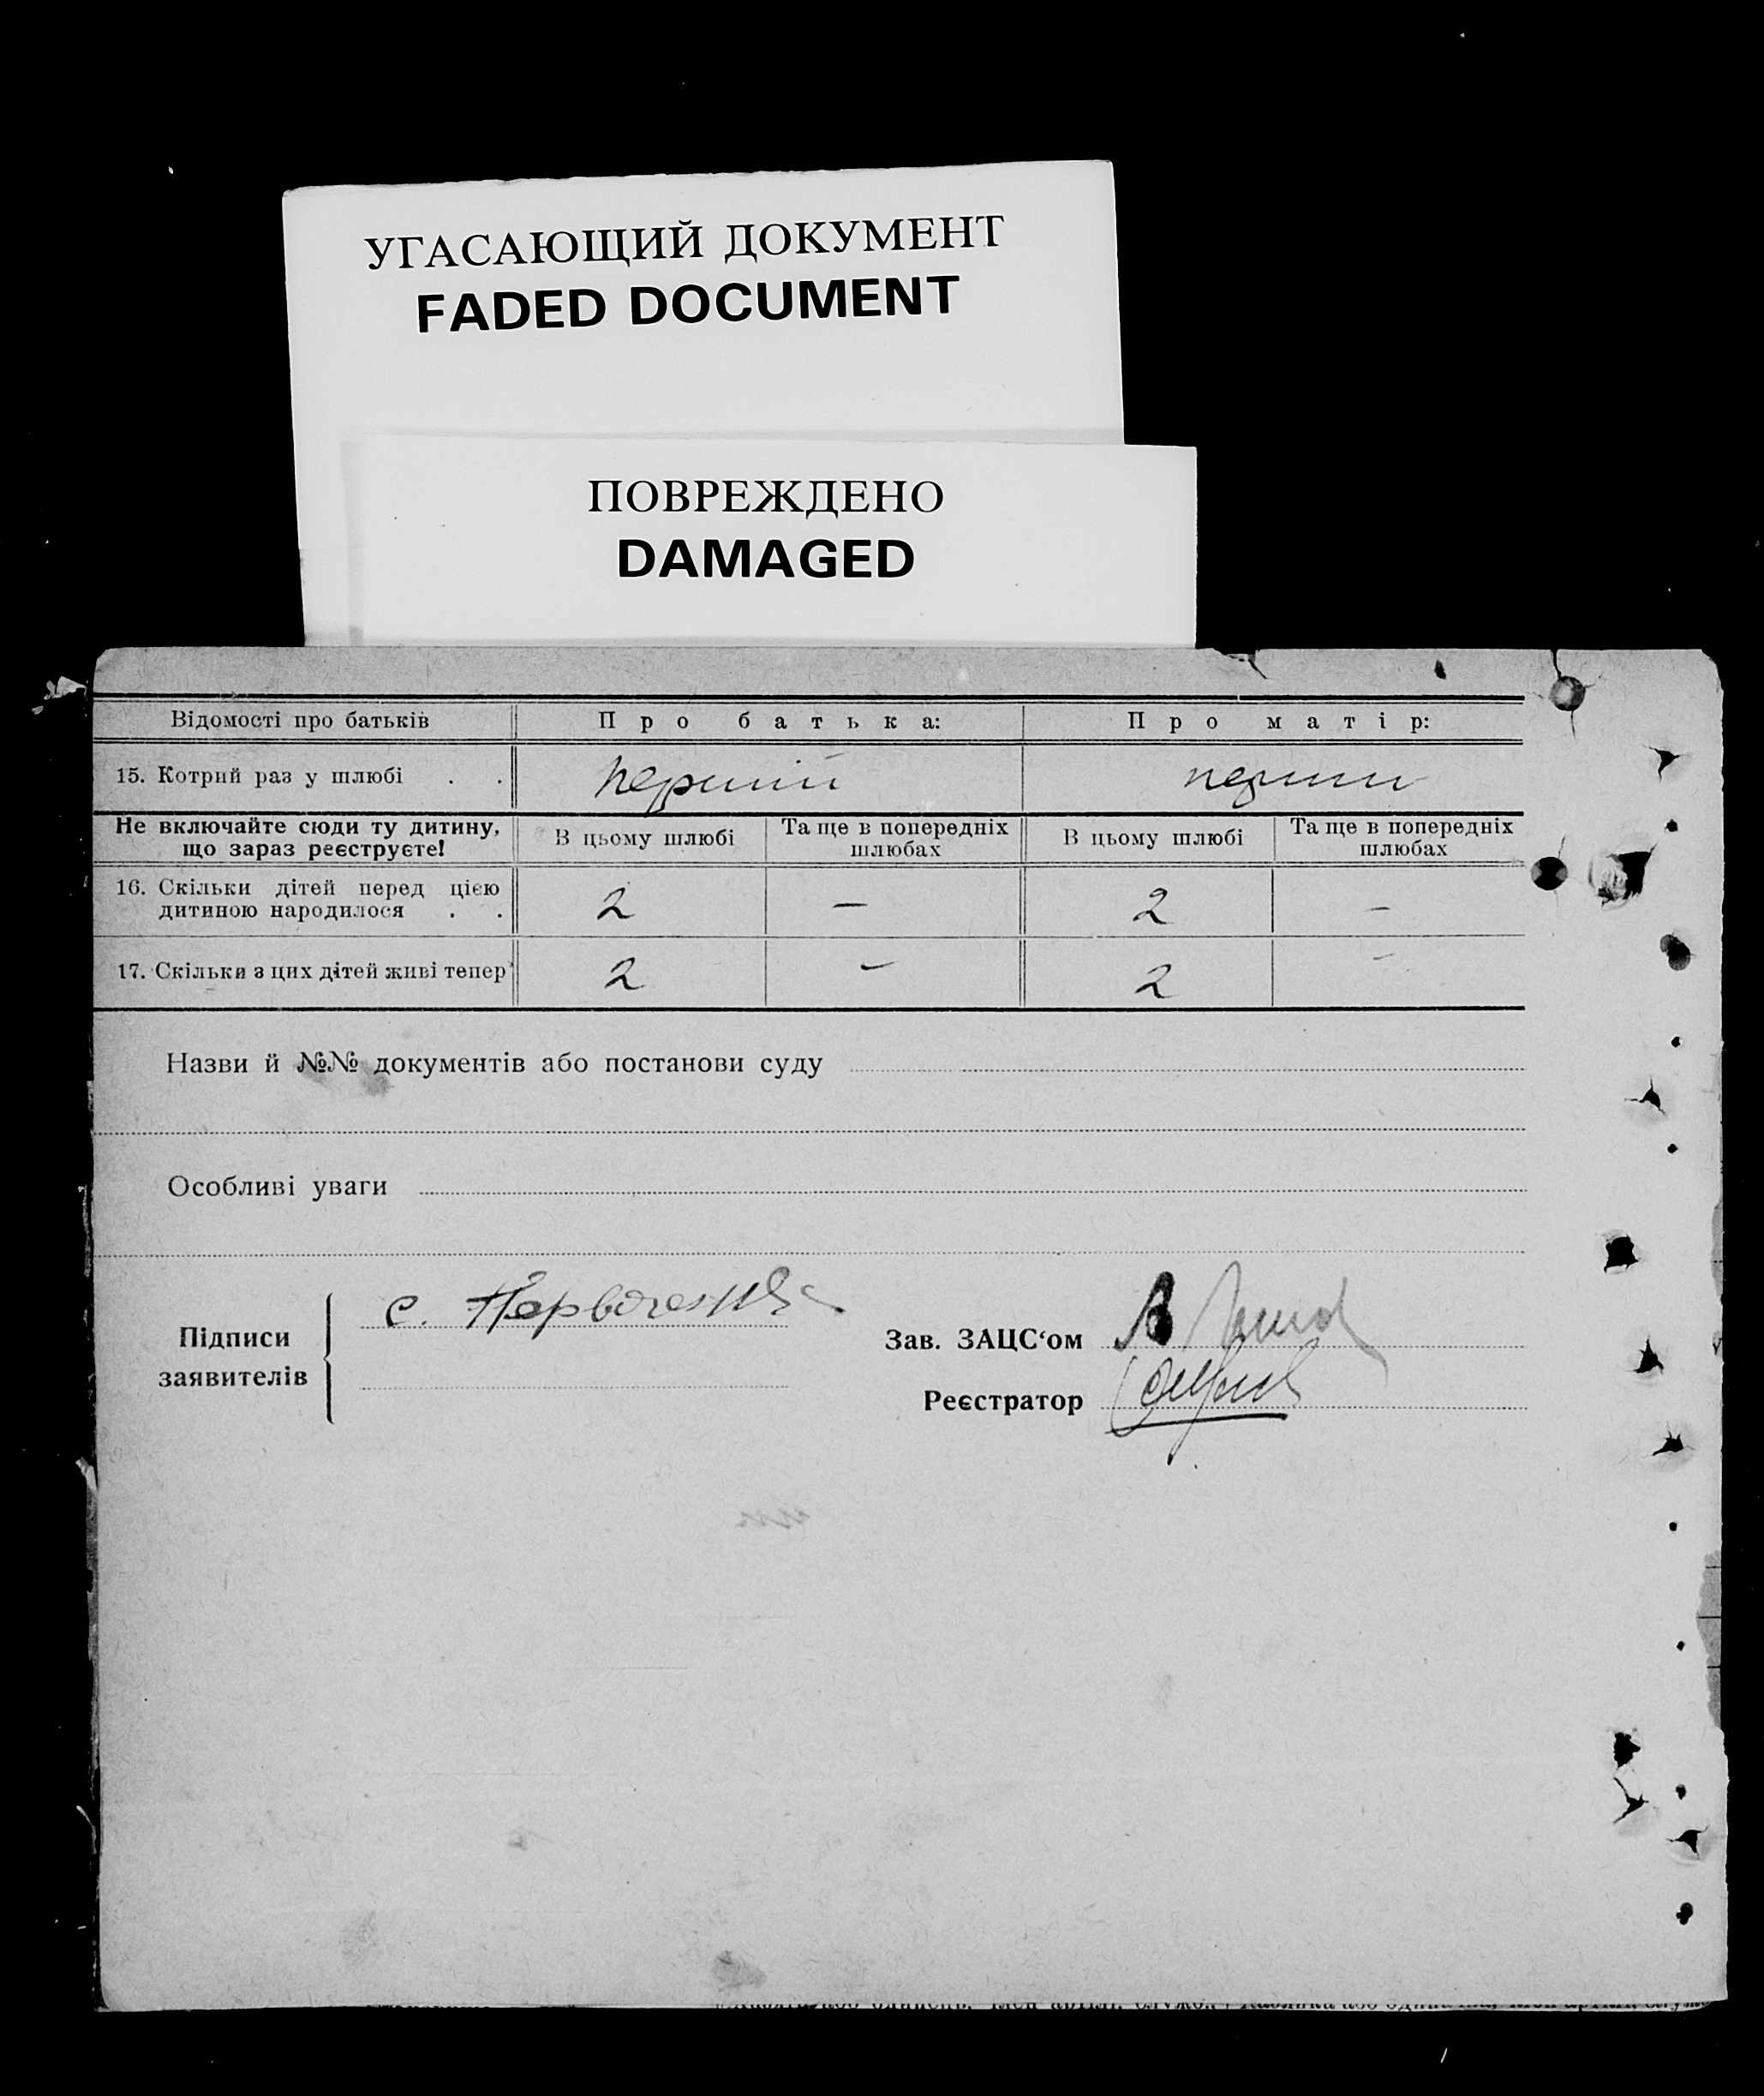 УГАСАЮЩИЙ ДОКУМЕНТ
FADED DOCUMENT
ПОВРЕЖДЕНО
DAMAGED
Відомості про батьків Про батька: Про матір:
15. Котрий раз у шлюбі . . перший перший
Не включайте сюди ту дитину, що зараз реєструєте! В цьому шлюбі Та ще в попередніх шлюбах В цьому шлюбі Та ще в попередніх шлюбах
16. Скільки дітей перед цією дитиною народилося . . 2 — 2 —
17. Скільки з цих дітей живі тепер 2 — 2 —
Назви й №№ документів або постанови суду
Особливі уваги
Підписи заявителів
с.
Зав. ЗАЦС‘ом
Реєстратор